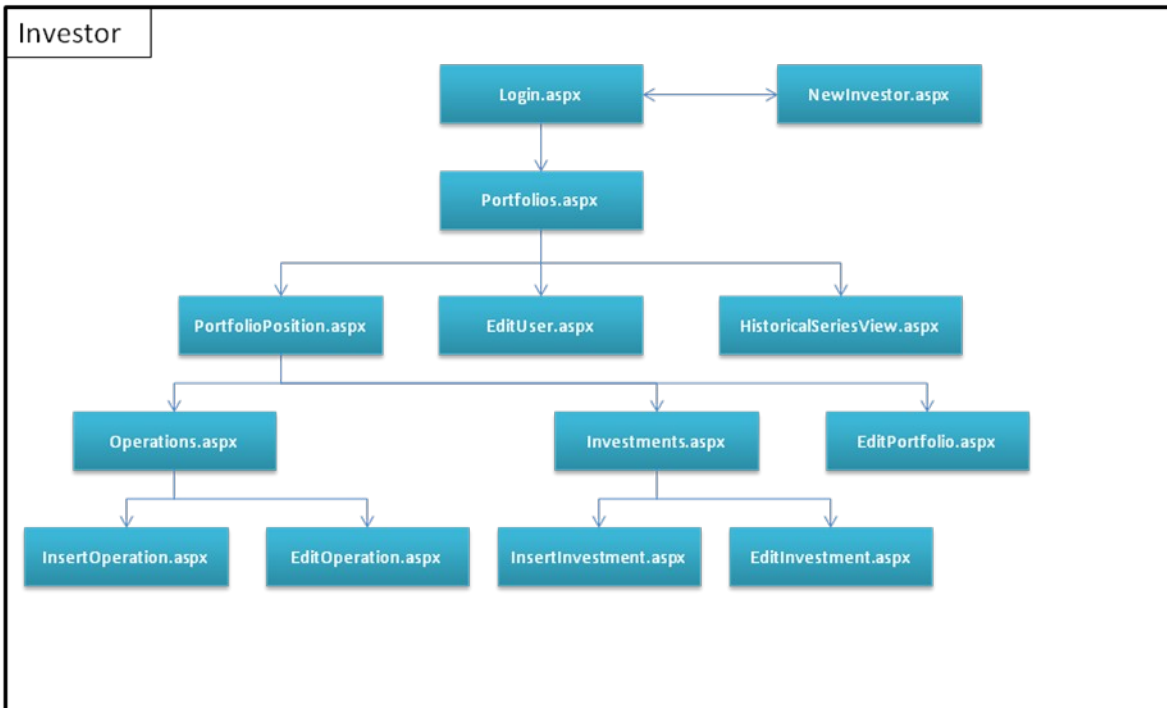 Investor
Login.aspx
NewInvestor.aspx
Portfolios.aspx
PortfolioPosition.aspx
EditUser.aspx
HistoricalSeriesView.aspx
Operations.aspx
Investments.aspx
EditPortfolio.aspx
InsertOperation.aspx
EditOperation.aspx
InsertInvestment.aspx
EditInvestment.aspx